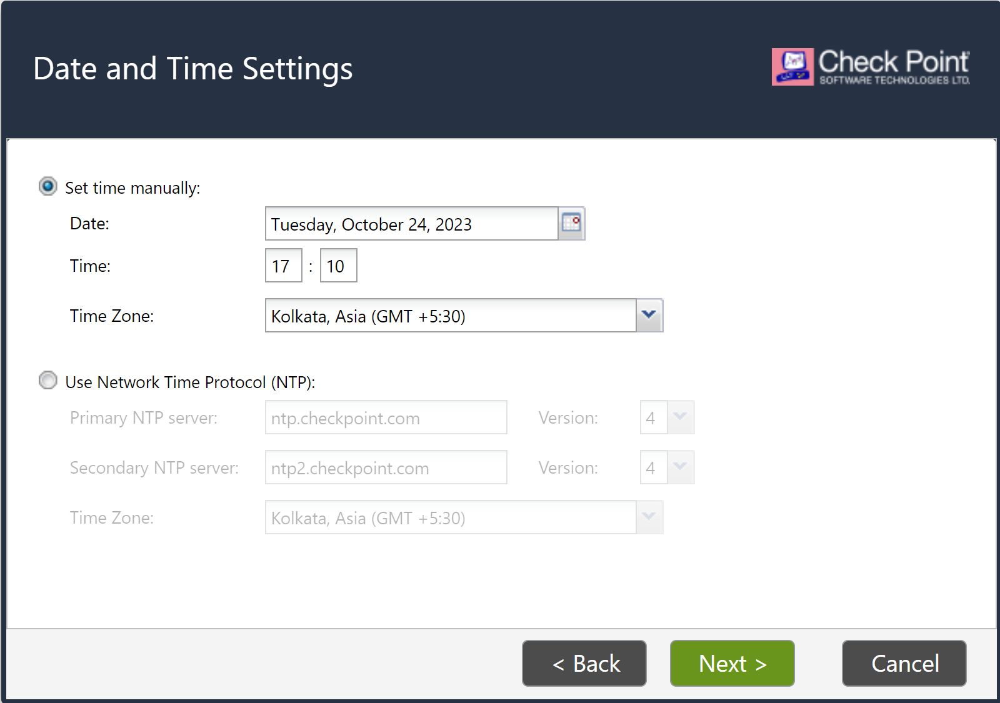 Date and Time Settings
Check Point
SOFTWARE TECHNOLOGIES LTD.
Set time manually:
Date: Tuesday, October 24, 2023
Time: 17 : 10
Time Zone: Kolkata, Asia (GMT +5:30)
Use Network Time Protocol (NTP):
Primary NTP server: ntp.checkpoint.com Version: 4
Secondary NTP server: ntp2.checkpoint.com Version: 4
Time Zone: Kolkata, Asia (GMT +5:30)
< Back Next > Cancel